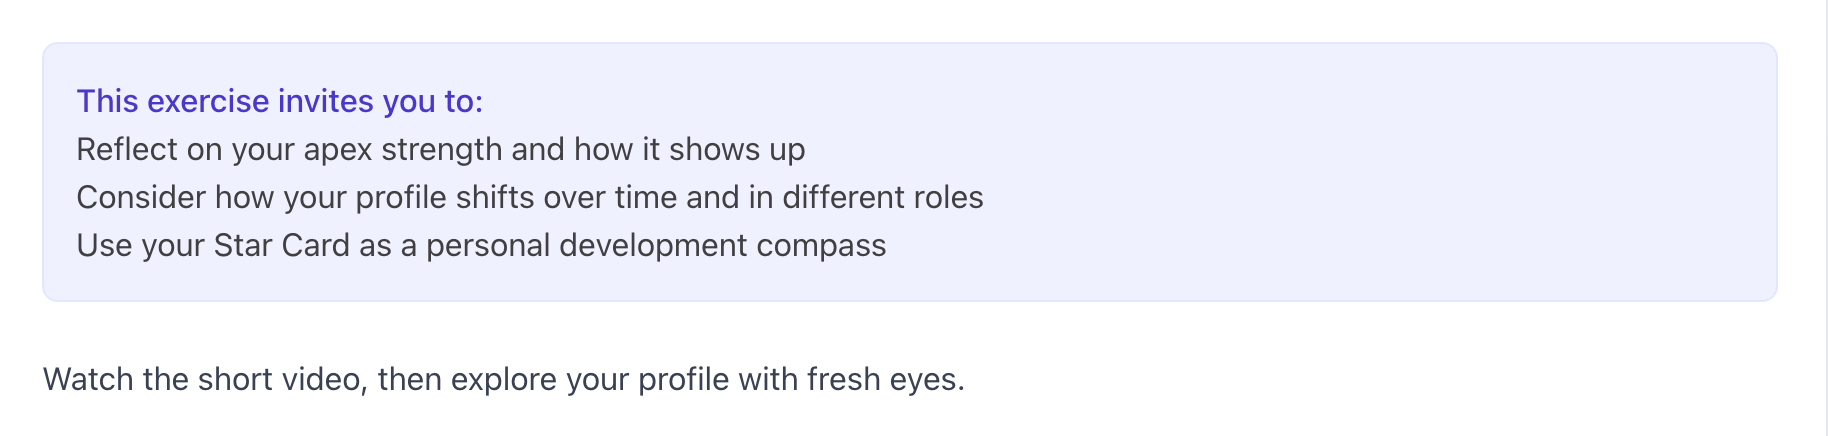 This exercise invites you to:
Reflect on your apex strength and how it shows up
Consider how your profile shifts over time and in different roles
Use your Star Card as a personal development compass
Watch the short video, then explore your profile with fresh eyes.